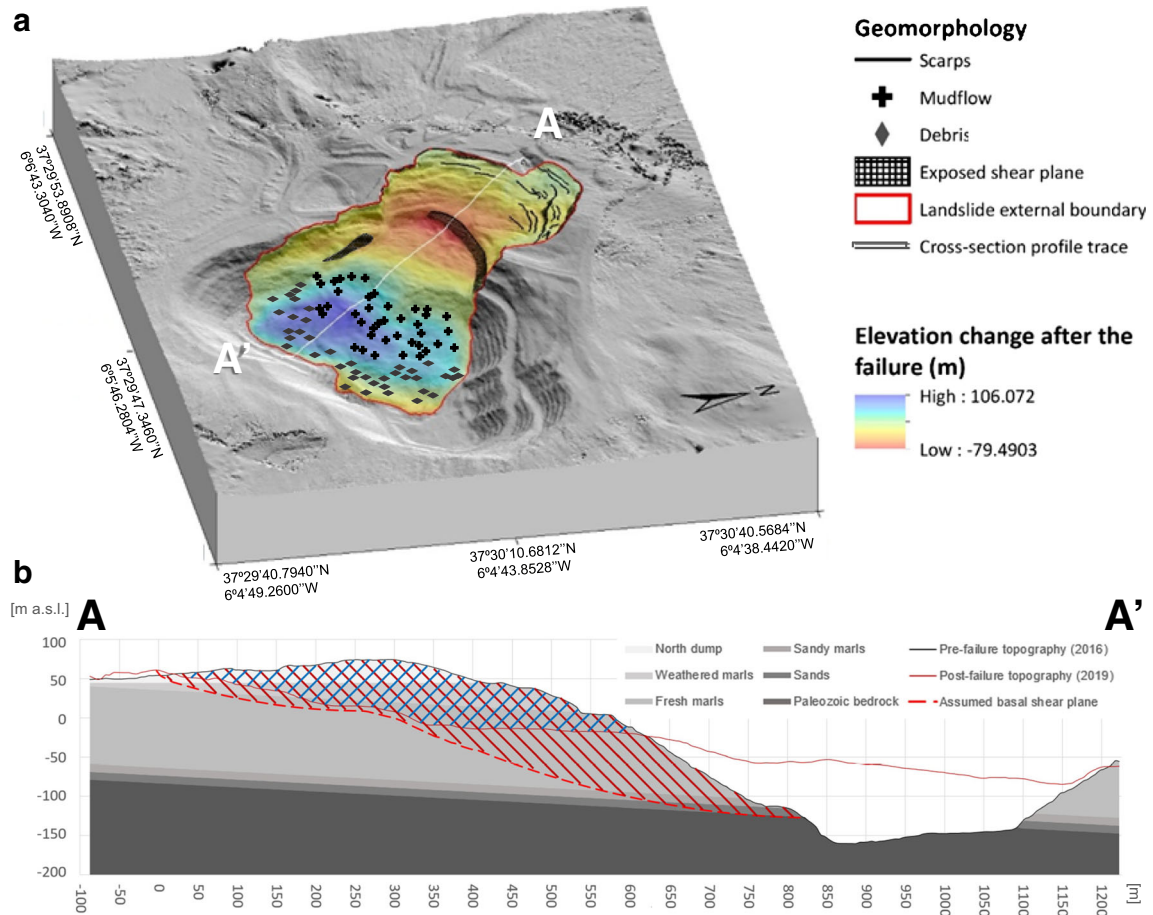 a
Geomorphology
Scarps
Mudflow
Debris
Exposed shear plane
Landslide external boundary
Cross-section profile trace
Elevation change after the
failure (m)
High : 106.072
Low : -79.4903
A
A’
N
37º29’53.8908’’N
6º6’43.3040’’W
37º29’47.3460’’N
6º5’46.2804’’W
37º29’40.7940’’N
6º4’49.2600’’W
37º30’10.6812’’N
6º4’43.8528’’W
37º30’40.5684’’N
6º4’38.4420’’W
b
[m a.s.l.]
A
A’
North dump
Weathered marls
Fresh marls
Sandy marls
Sands
Paleozoic bedrock
Pre-failure topography (2016)
Post-failure topography (2019)
Assumed basal shear plane
100
50
0
-50
-100
-150
-200
-100 -50 0 50 100 150 200 250 300 350 400 450 500 550 600 650 700 750 800 850 900 950 1000 1050 1100 1150 1200 [m]